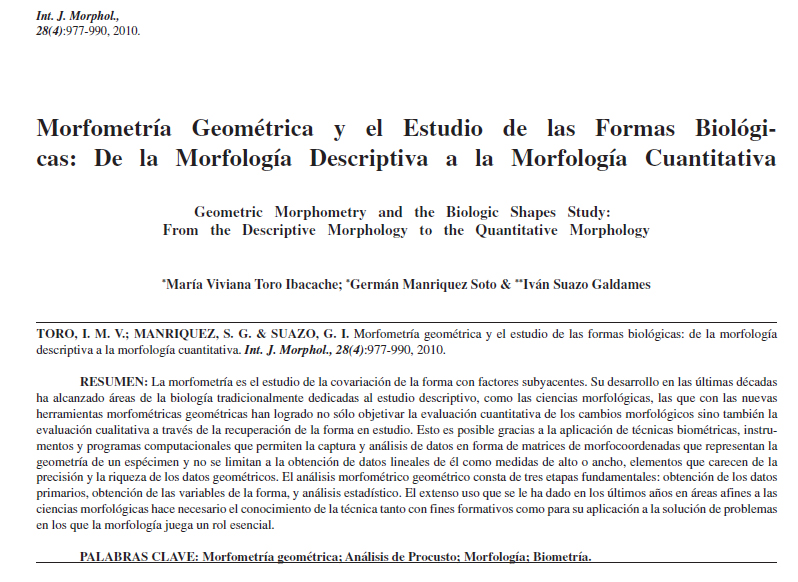 Int. J. Morphol.,
28(4):977-990, 2010.
Morfometría Geométrica y el Estudio de las Formas Biológi-
cas: De la Morfología Descriptiva a la Morfología Cuantitativa
Geometric Morphometry and the Biologic Shapes Study:
From the Descriptive Morphology to the Quantitative Morphology
*María Viviana Toro Ibacache; *Germán Manriquez Soto & **Iván Suazo Galdames
TORO, I. M. V.; MANRIQUEZ, S. G. & SUAZO, G. I. Morfometría geométrica y el estudio de las formas biológicas: de la morfología
descriptiva a la morfología cuantitativa. Int. J. Morphol., 28(4):977-990, 2010.
RESUMEN: La morfometría es el estudio de la covariación de la forma con factores subyacentes. Su desarrollo en las últimas décadas
ha alcanzado áreas de la biología tradicionalmente dedicadas al estudio descriptivo, como las ciencias morfológicas, las que con las nuevas
herramientas morfométricas geométricas han logrado no sólo objetivar la evaluación cuantitativa de los cambios morfológicos sino también la
evaluación cualitativa a través de la recuperación de la forma en estudio. Esto es posible gracias a la aplicación de técnicas biométricas, instru-
mentos y programas computacionales que permiten la captura y análisis de datos en forma de matrices de morfocoordenadas que representan la
geometría de un espécimen y no se limitan a la obtención de datos lineales de él como medidas de alto o ancho, elementos que carecen de la
precisión y la riqueza de los datos geométricos. El análisis morfométrico geométrico consta de tres etapas fundamentales: obtención de los datos
primarios, obtención de las variables de la forma, y análisis estadístico. El extenso uso que se le ha dado en los últimos años en áreas afines a las
ciencias morfológicas hace necesario el conocimiento de la técnica tanto con fines formativos como para su aplicación a la solución de problemas
en los que la morfología juega un rol esencial.
PALABRAS CLAVE: Morfometría geométrica; Análisis de Procusto; Morfología; Biometría.